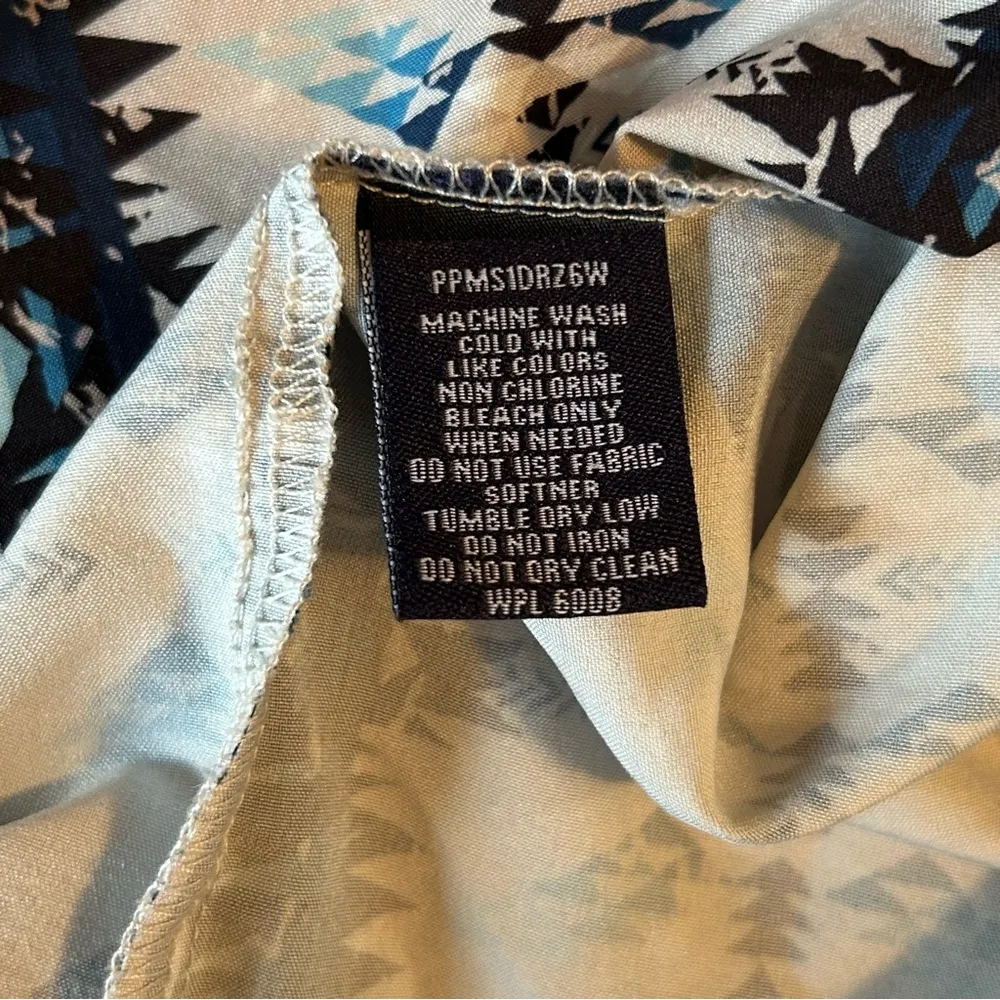 PPMS1DRZ6W
MACHINE WASH
COLD WITH
LIKE COLORS
NON CHLORINE
BLEACH ONLY
WHEN NEEDED
DO NOT USE FABRIC
SOFTNER
TUMBLE DRY LOW
DO NOT IRON
DO NOT DRY CLEAN
WPL 6008